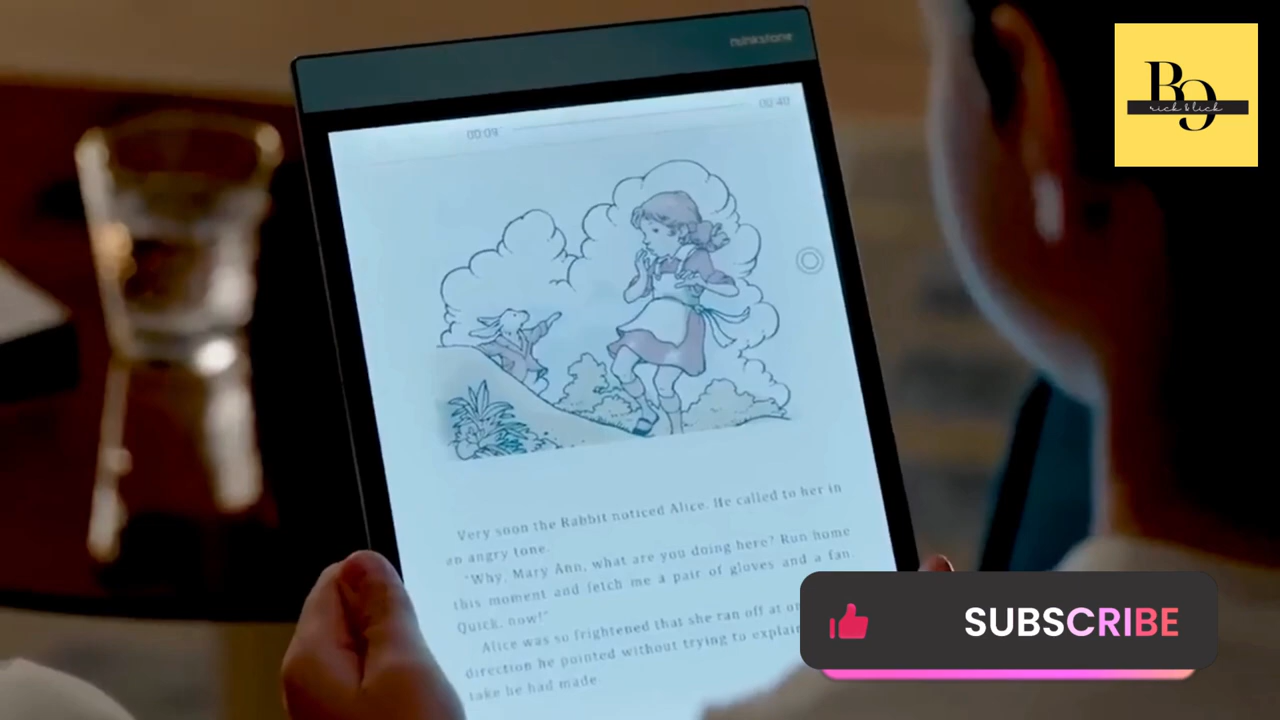 00:09
00:40
Very soon the Rabbit noticed Alice. He called to her in
an angry tone.
"Why, Mary Ann, what are you doing here? Run home
this moment and fetch me a pair of gloves and a fan.
Quick, now!"
Alice was so frightened that she ran off at
direction he pointed without trying to explain
take he had made.
rick blick
SUBSCRIBE